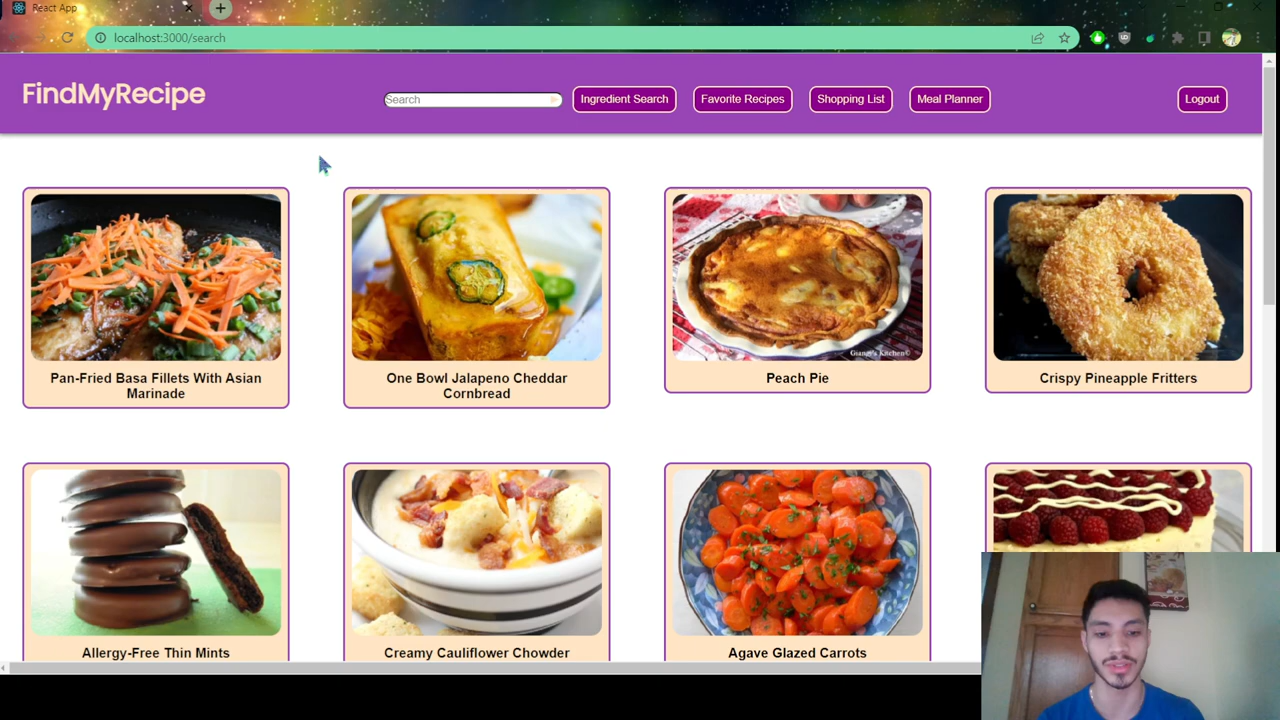 React App
localhost:3000/search
FindMyRecipe
Search
Ingredient Search
Favorite Recipes
Shopping List
Meal Planner
Logout
Giangy's Kitchen©
Pan-Fried Basa Fillets With Asian
Marinade
One Bowl Jalapeno Cheddar
Cornbread
Peach Pie
Crispy Pineapple Fritters
Allergy-Free Thin Mints
Creamy Cauliflower Chowder
Agave Glazed Carrots